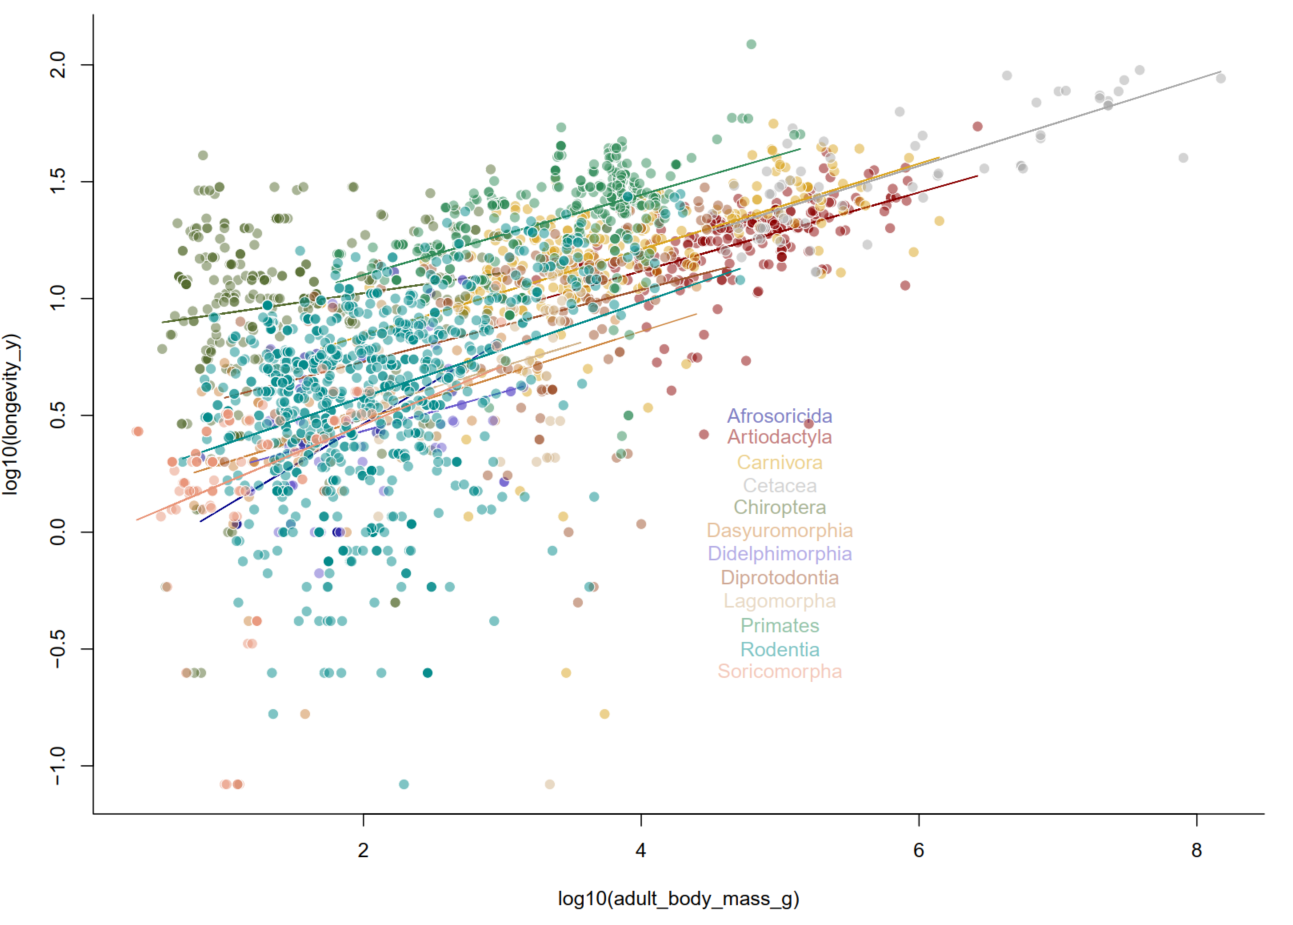 2.0
1.5
1.0
0.5
0.0
−0.5
−1.0
log10(longevity_y)
Afrosoricida
Artiodactyla
Carnivora
Cetacea
Chiroptera
Dasyuromorphia
Didelphimorphia
Diprotodontia
Lagomorpha
Primates
Rodentia
Soricomorpha
2 4 6 8
log10(adult_body_mass_g)